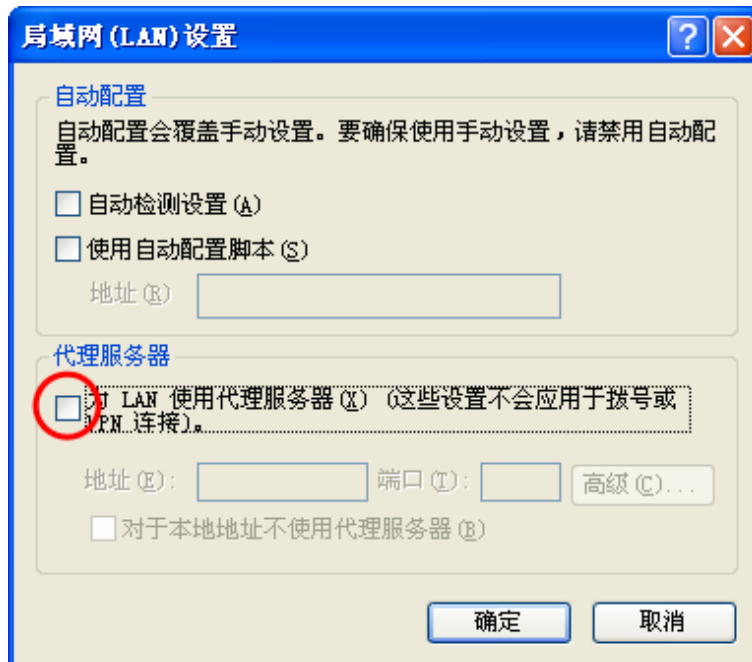 局域网(LAN)设置
自动配置
自动配置会覆盖手动设置。要确保使用手动设置，请禁用自动配
置。
自动检测设置(A)
使用自动配置脚本(S)
地址(R)
代理服务器
对 LAN 使用代理服务器(X) (这些设置不会应用于拨号或
VPN 连接)。
地址(E): 端口(T): 高级(C)...
对于本地地址不使用代理服务器(B)
确定 取消